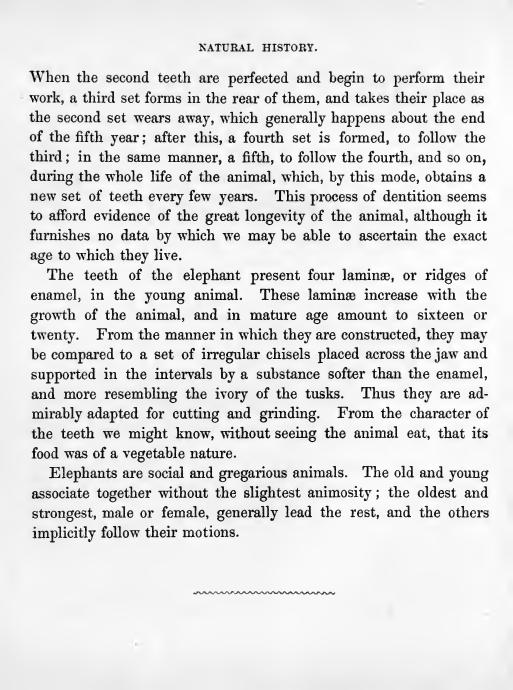 NATURAL HISTORY.
When the second teeth are perfected and begin to perform their
work, a third set forms in the rear of them, and takes their place as
the second set wears away, which generally happens about the end
of the fifth year; after this, a fourth set is formed, to follow the
third; in the same manner, a fifth, to follow the fourth, and so on,
during the whole life of the animal, which, by this mode, obtains a
new set of teeth every few years. This process of dentition seems
to afford evidence of the great longevity of the animal, although it
furnishes no data by which we may be able to ascertain the exact
age to which they live.
The teeth of the elephant present four laminæ, or ridges of
enamel, in the young animal. These laminæ increase with the
growth of the animal, and in mature age amount to sixteen or
twenty. From the manner in which they are constructed, they may
be compared to a set of irregular chisels placed across the jaw and
supported in the intervals by a substance softer than the enamel,
and more resembling the ivory of the tusks. Thus they are ad-
mirably adapted for cutting and grinding. From the character of
the teeth we might know, without seeing the animal eat, that its
food was of a vegetable nature.
Elephants are social and gregarious animals. The old and young
associate together without the slightest animosity; the oldest and
strongest, male or female, generally lead the rest, and the others
implicitly follow their motions.